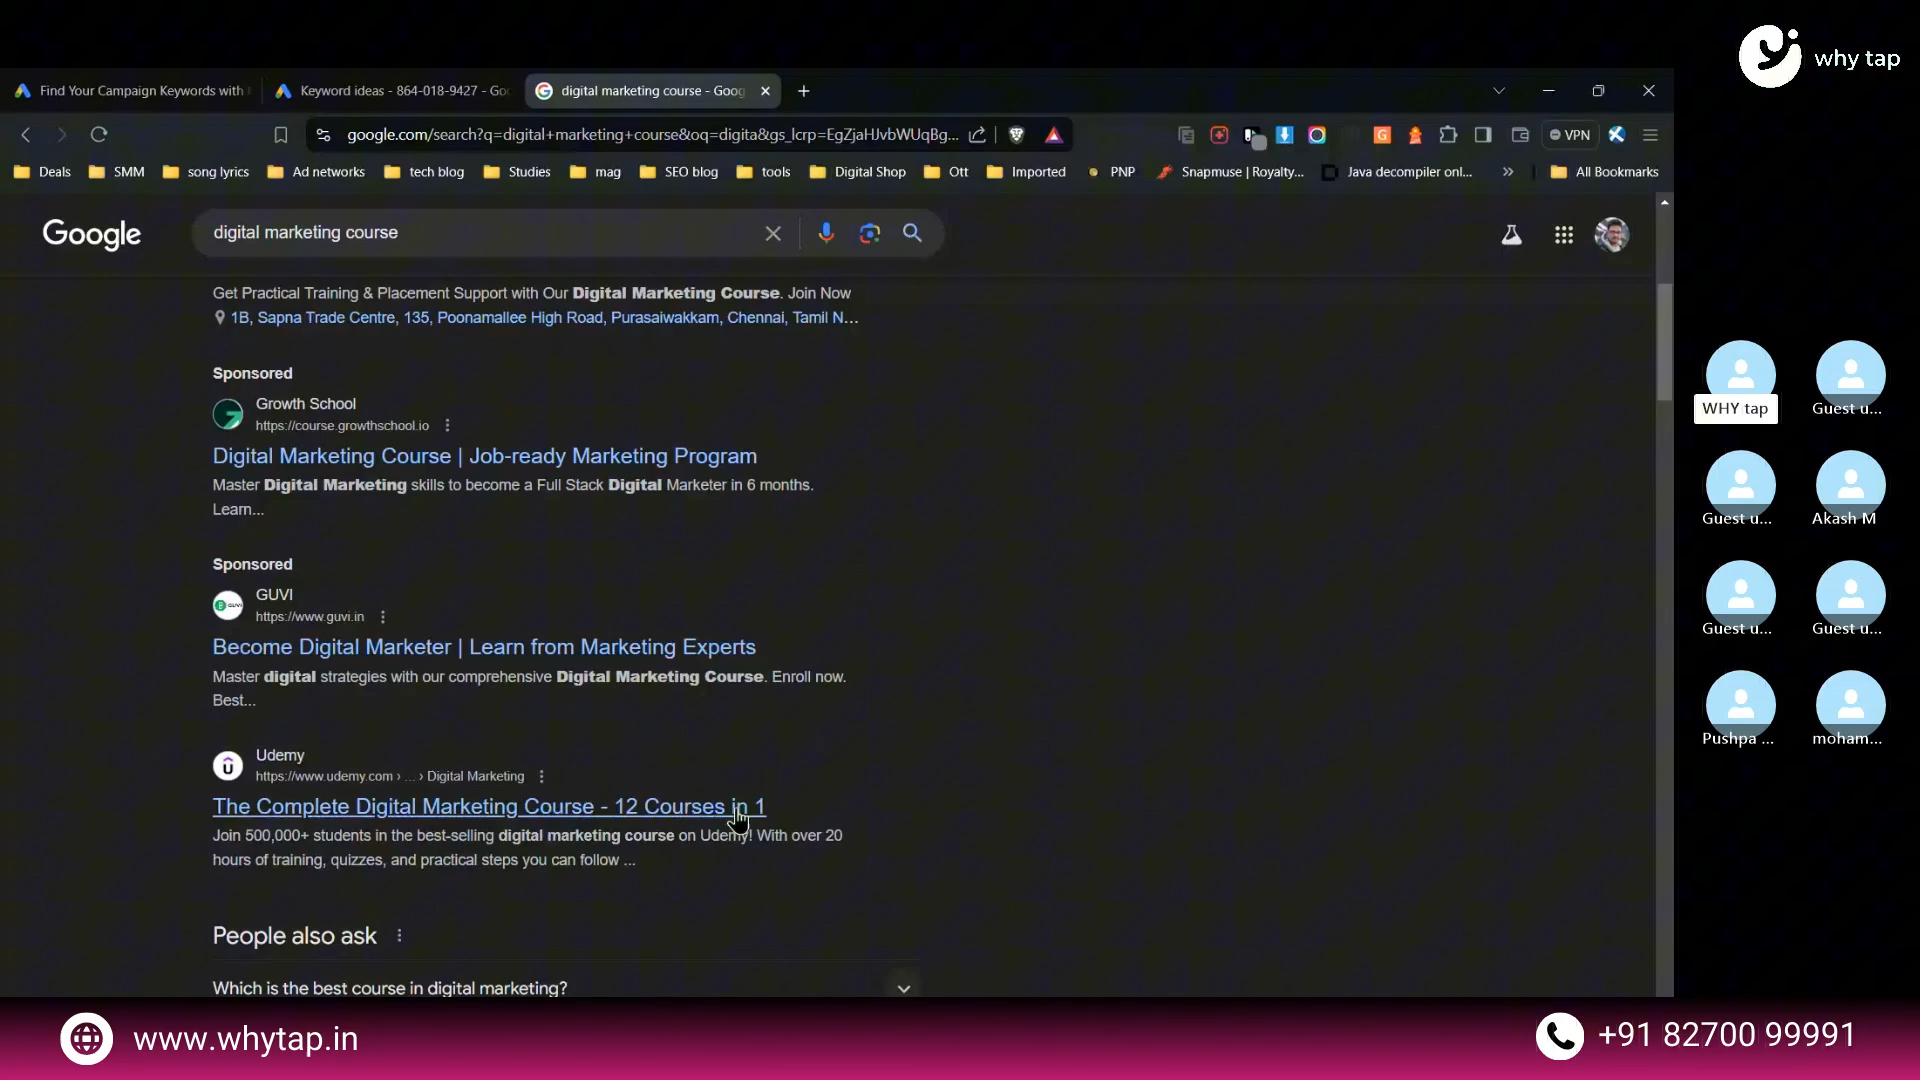 why tap
Find Your Campaign Keywords with
Keyword ideas - 864-018-9427 - Go
digital marketing course - Goog
google.com/search?q=digital+marketing+course&oq=digita&gs_lcrp=EgZjaHJvbWUqBg...
VPN
Deals
SMM
song lyrics
Ad networks
tech blog
Studies
mag
SEO blog
tools
Digital Shop
Ott
Imported
PNP
Snapmuse | Royalty...
Java decompiler onl...
»
All Bookmarks
Google
digital marketing course
Get Practical Training & Placement Support with Our Digital Marketing Course. Join Now
1B, Sapna Trade Centre, 135, Poonamallee High Road, Purasaiwakkam, Chennai, Tamil N...
Sponsored
Growth School
https://course.growthschool.io
Digital Marketing Course | Job-ready Marketing Program
Master Digital Marketing skills to become a Full Stack Digital Marketer in 6 months.
Learn...
Sponsored
GUVI
https://www.guvi.in
Become Digital Marketer | Learn from Marketing Experts
Master digital strategies with our comprehensive Digital Marketing Course. Enroll now.
Best...
Udemy
https://www.udemy.com › ... › Digital Marketing
The Complete Digital Marketing Course - 12 Courses in 1
Join 500,000+ students in the best-selling digital marketing course on Udemy! With over 20
hours of training, quizzes, and practical steps you can follow ...
People also ask
Which is the best course in digital marketing?
WHY tap
Guest u...
Guest u...
Akash M
Guest u...
Guest u...
Pushpa ...
moham...
www.whytap.in
+91 82700 99991